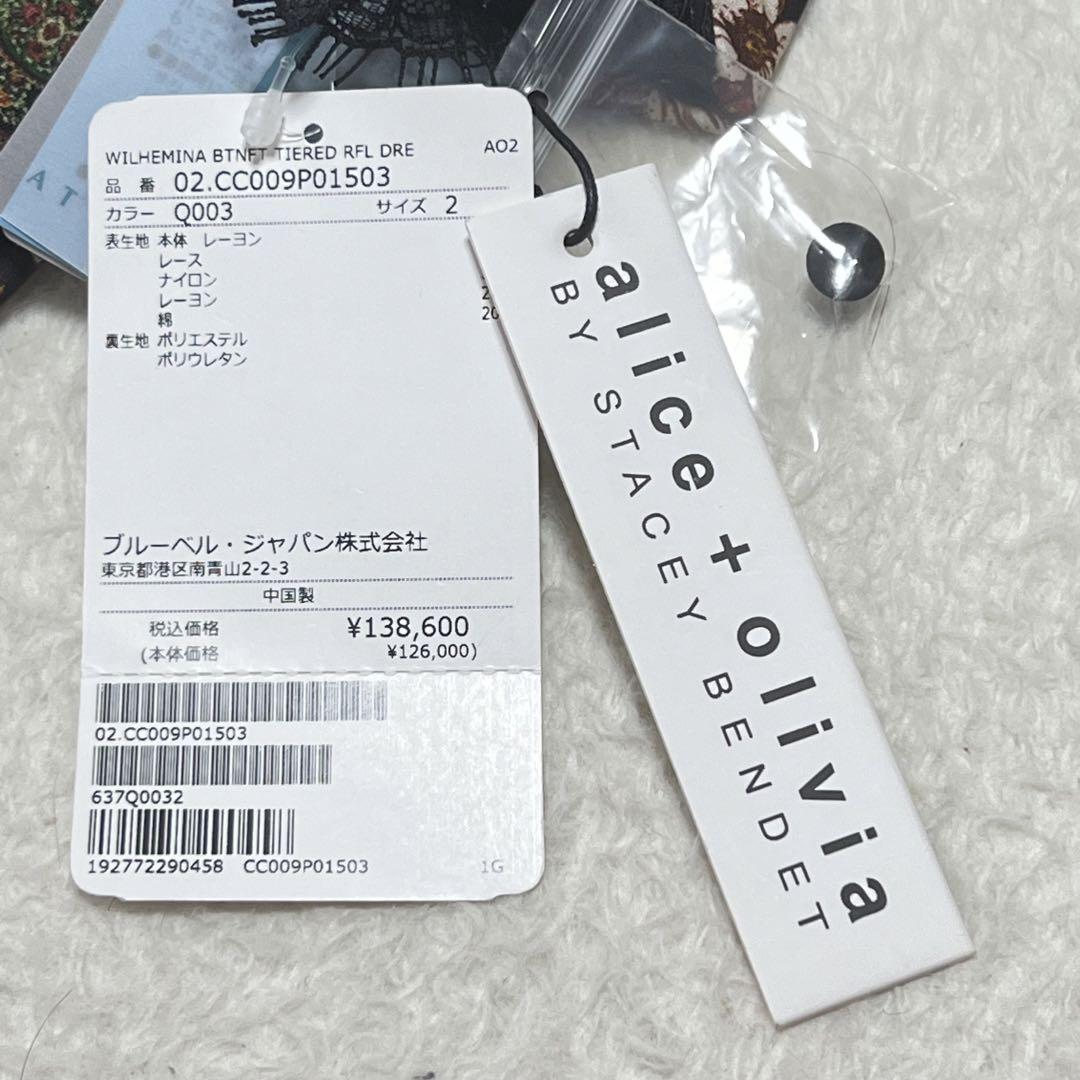 WILHEMINA BTNFT TIERED RFL DRE AO2
品 番 02.CC009P01503
カラー Q003 サイズ 2
表生地 本体 レーヨン
レース
ナイロン
レーヨン
綿 20
裏生地 ポリエステル
ポリウレタン
ブルーベル・ジャパン株式会社
東京都港区南青山2-2-3
中国製
税込価格 ¥138,600
(本体価格 ¥126,000)
02.CC009P01503
637Q0032
192772290458 CC009P01503 1G
alice + olivia
BY STACEY BENDET
A T